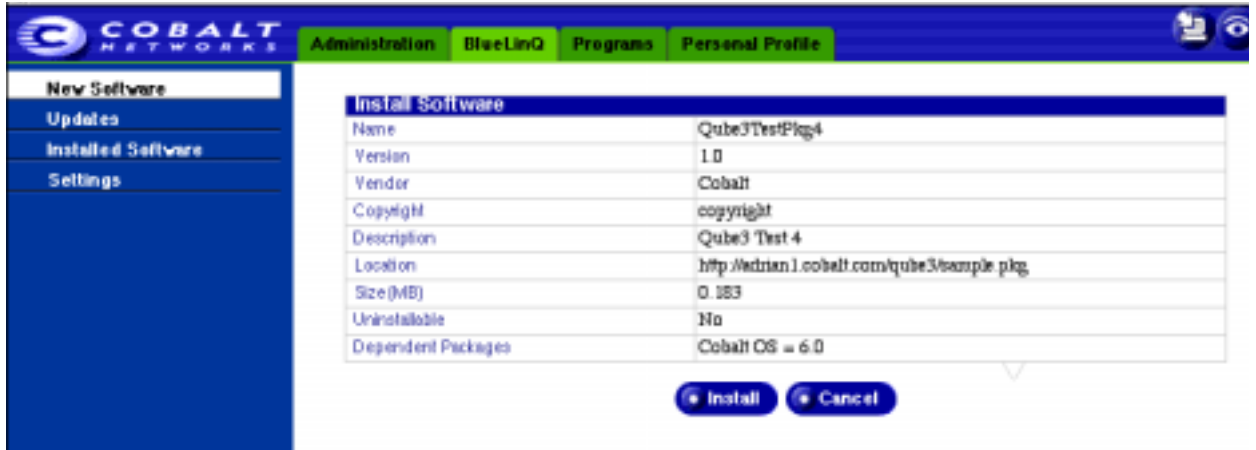 COBALT
NETWORKS
Administration BlueLinQ Programs Personal Profile
New Software
Updates
Installed Software
Settings
Install Software
Name Qube3TestPkg4
Version 1.0
Vendor Cobalt
Copyright copyright
Description Qube3 Test 4
Location http://adrian1.cobalt.com/qube3/sample.pkg
Size(MB) 0.183
Uninstallable No
Dependent Packages Cobalt OS = 6.0
Install Cancel